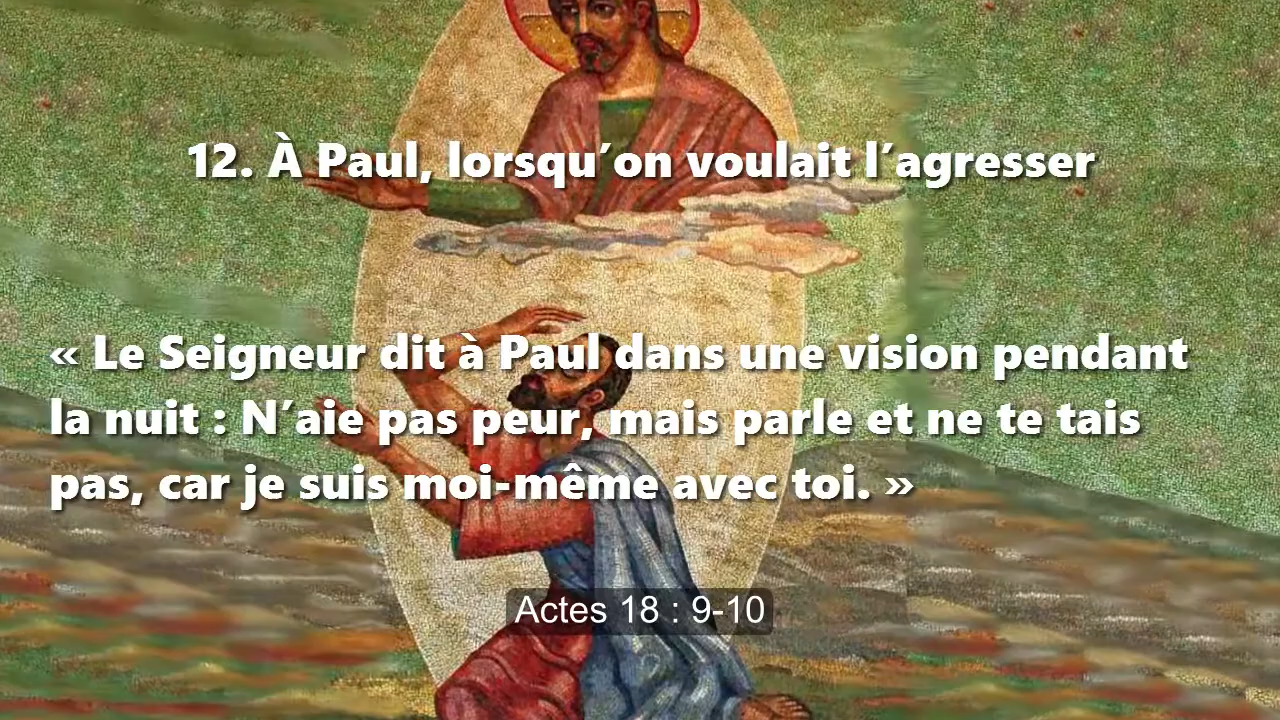 12. À Paul, lorsqu’on voulait l’agresser
« Le Seigneur dit à Paul dans une vision pendant
la nuit : N’aie pas peur, mais parle et ne te tais
pas, car je suis moi-même avec toi. »
Actes 18 : 9-10